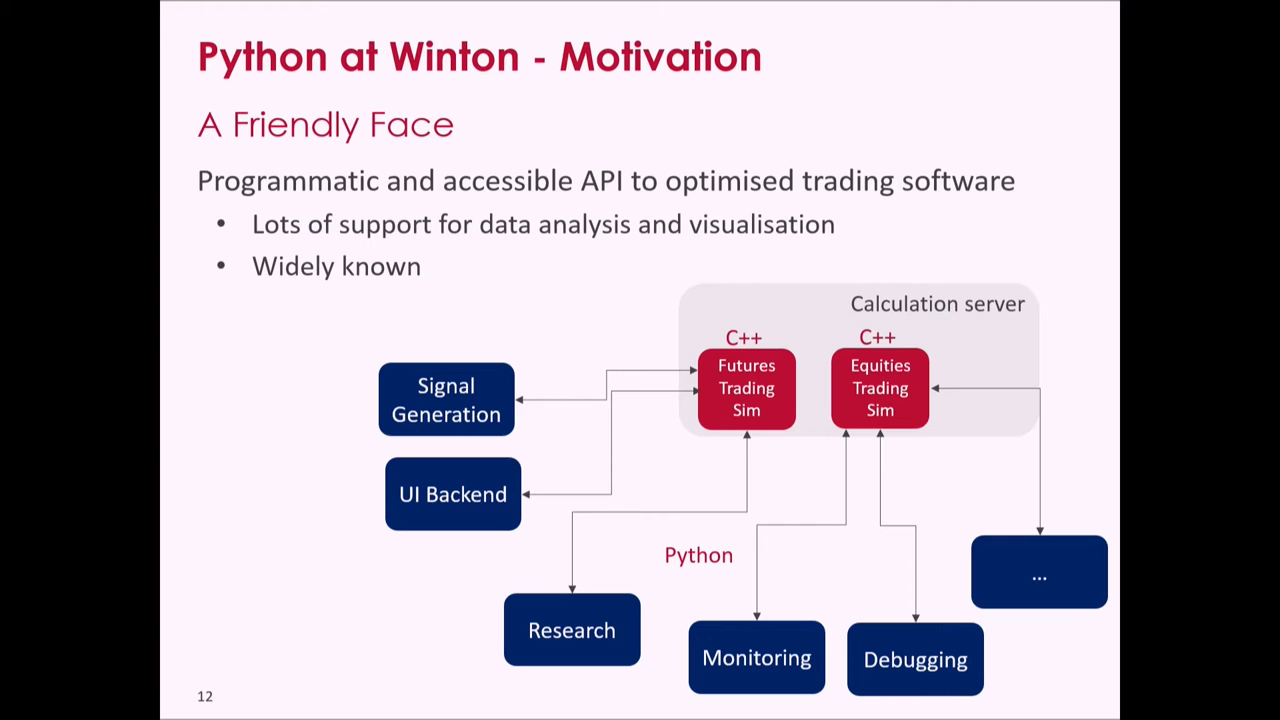 Python at Winton - Motivation
A Friendly Face
Programmatic and accessible API to optimised trading software
• Lots of support for data analysis and visualisation
• Widely known
Calculation server
C++
C++
Futures
Trading
Sim
Equities
Trading
Sim
Signal
Generation
UI Backend
Python
...
Research
Monitoring
Debugging
12